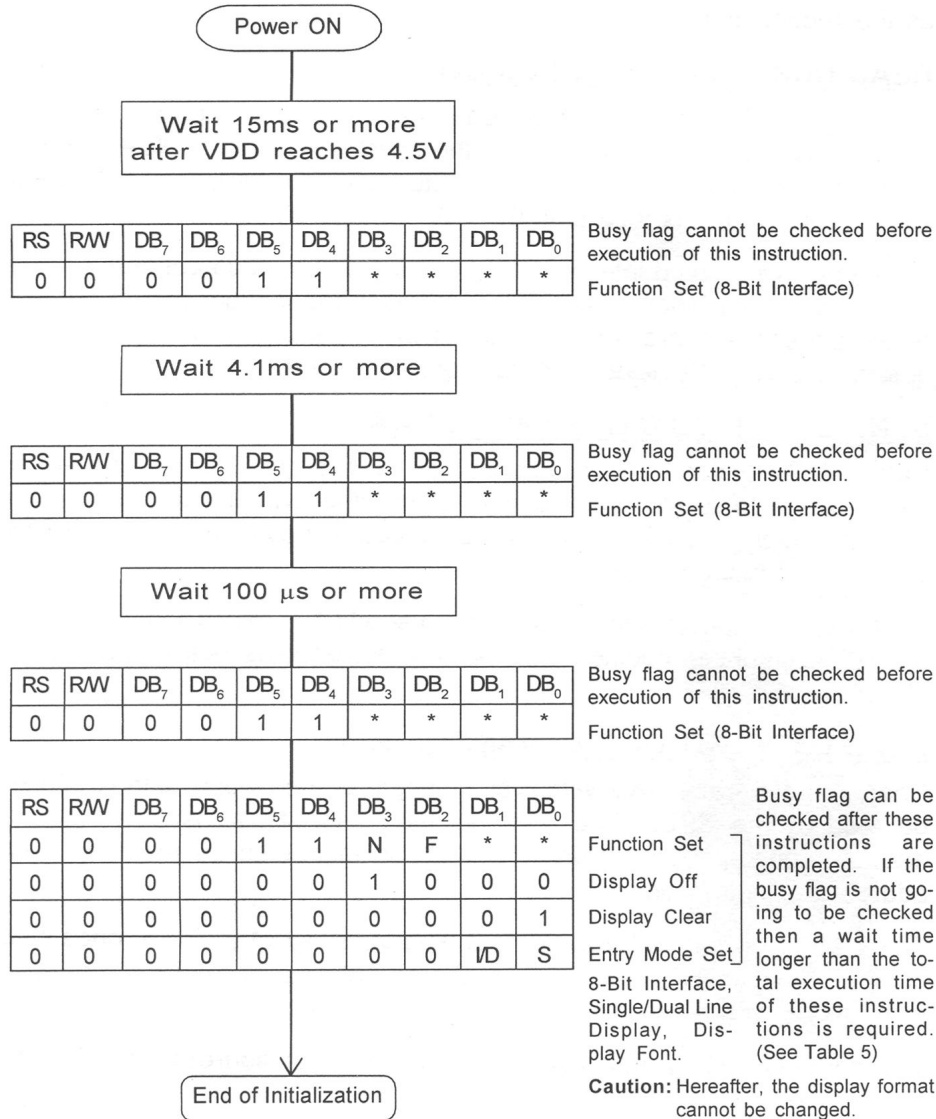 Power ON
Wait 15ms or more
after VDD reaches 4.5V
RS R/W DB₇ DB₆ DB₅ DB₄ DB₃ DB₂ DB₁ DB₀
0 0 0 0 1 1 * * * *
Busy flag cannot be checked before
execution of this instruction.
Function Set (8-Bit Interface)
Wait 4.1ms or more
RS R/W DB₇ DB₆ DB₅ DB₄ DB₃ DB₂ DB₁ DB₀
0 0 0 0 1 1 * * * *
Busy flag cannot be checked before
execution of this instruction.
Function Set (8-Bit Interface)
Wait 100 μs or more
RS R/W DB₇ DB₆ DB₅ DB₄ DB₃ DB₂ DB₁ DB₀
0 0 0 0 1 1 * * * *
Busy flag cannot be checked before
execution of this instruction.
Function Set (8-Bit Interface)
RS R/W DB₇ DB₆ DB₅ DB₄ DB₃ DB₂ DB₁ DB₀
0 0 0 0 1 1 N F * *
0 0 0 0 0 0 1 0 0 0
0 0 0 0 0 0 0 0 0 1
0 0 0 0 0 0 0 0 I/D S
Function Set
Display Off
Display Clear
Entry Mode Set
8-Bit Interface,
Single/Dual Line
Display, Dis-
play Font.
Busy flag can be
checked after these
instructions are
completed. If the
busy flag is not go-
ing to be checked
then a wait time
longer than the to-
tal execution time
of these instruc-
tions is required.
(See Table 5)
Caution: Hereafter, the display format
cannot be changed.
End of Initialization